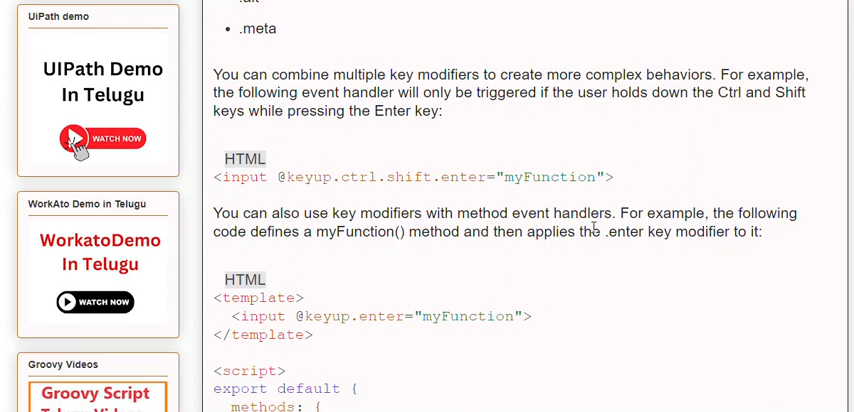 UiPath demo
UIPath Demo
In Telugu
WATCH NOW
WorkAto Demo in Telugu
WorkatoDemo
In Telugu
WATCH NOW
Groovy Videos
Groovy Script
.meta
You can combine multiple key modifiers to create more complex behaviors. For example,
the following event handler will only be triggered if the user holds down the Ctrl and Shift
keys while pressing the Enter key:
HTML
<input @keyup.ctrl.shift.enter="myFunction">
You can also use key modifiers with method event handlers. For example, the following
code defines a myFunction() method and then applies the .enter key modifier to it:
HTML
<template>
<input @keyup.enter="myFunction">
</template>
<script>
export default {
methods: {